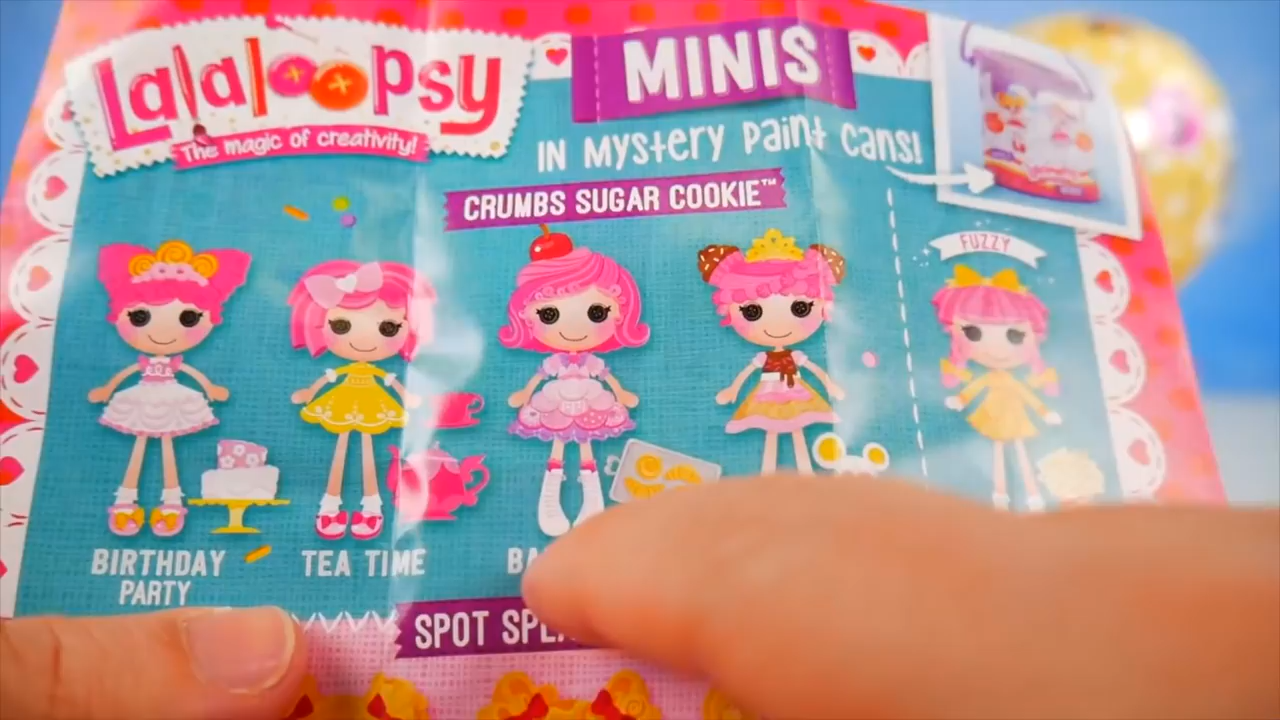 Lalaloopsy
The magic of creativity!
MINIS
IN Mystery paint cans!
CRUMBS SUGAR COOKIE™
FUZZY
BIRTHDAY
PARTY
TEA TIME
SPOT